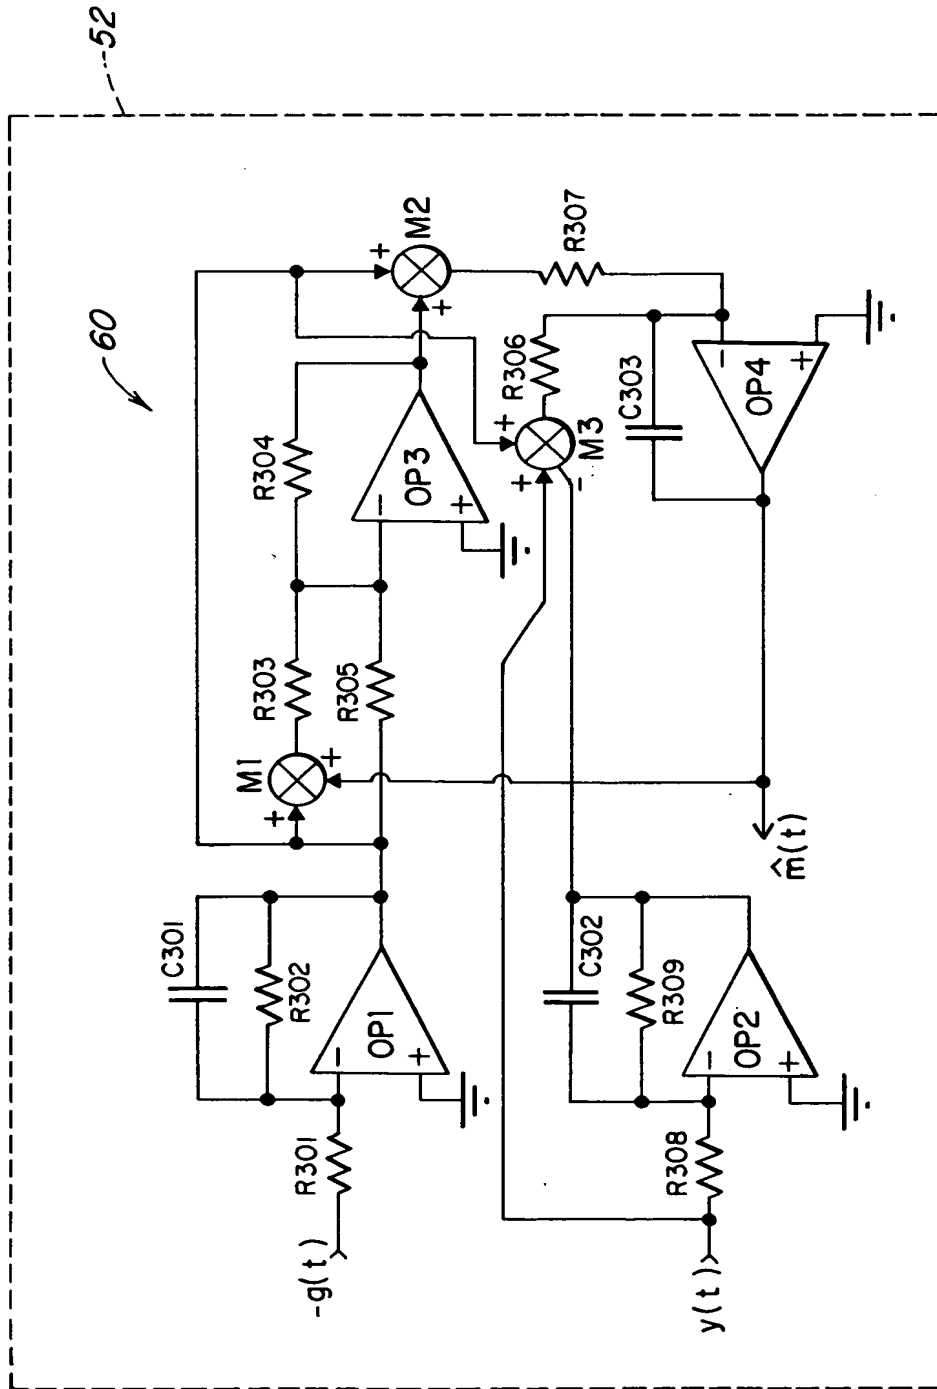 52
60
C301
R302
OP1
- +
R301
-g(t)
M1
+ +
R303
R304
R305
OP3
- +
M2
+ +
R307
R306
M3
+ + -
C303
OP4
- +
m̂(t)
C302
R309
OP2
- +
R308
y(t)